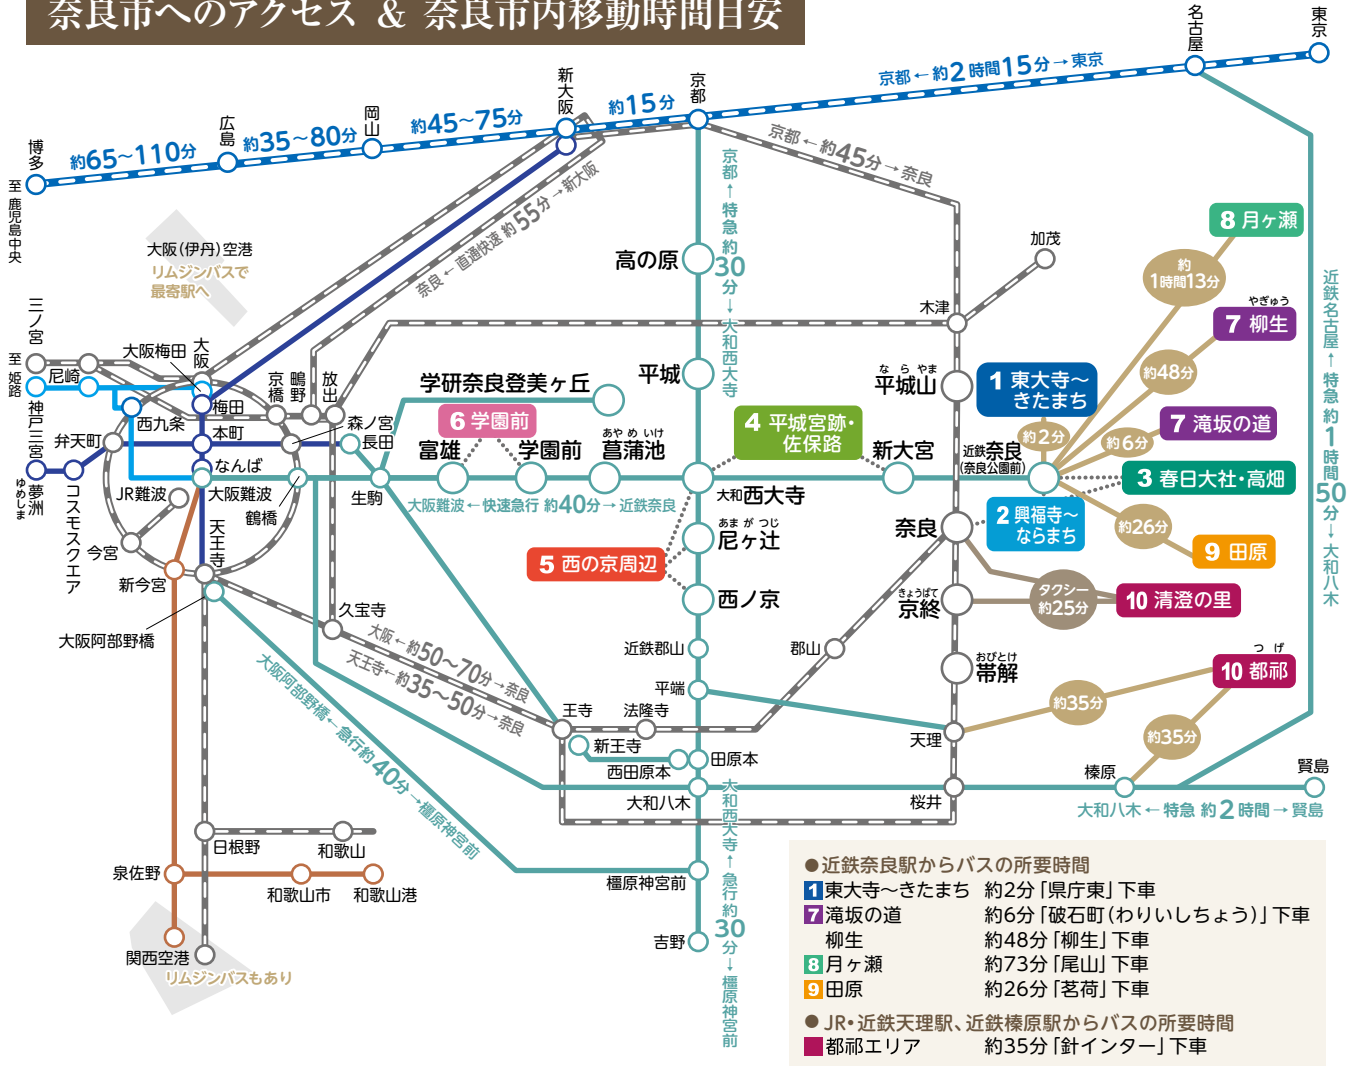 奈良市へのアクセス & 奈良市内移動時間目安
名古屋
東京
京都←約2時間15分→東京
新大阪
京都
約15分
岡山
約45～75分
広島
約35～80分
博多
約65～110分
至 鹿児島中央
京都←約45分→奈良
奈良←直通快速 約55分→新大阪
京都←特急 約30分→大和西大寺
大阪(伊丹)空港
リムジンバスで
最寄駅へ
高の原
加茂
木津
8 月ヶ瀬
約
1時間13分
やぎゅう
7 柳生
約48分
近鉄名古屋←特急 約1時間50分→大和八木
三ノ宮
至 姫路
尼崎
神戸三宮
大阪梅田
大阪
梅田
京橋
鴫野
放出
西九条
弁天町
本町
森ノ宮
長田
なんば
大阪難波
JR難波
鶴橋
生駒
ゆめしま
夢洲
コスモスクエア
今宮
新今宮
天王寺
大阪阿部野橋
久宝寺
学研奈良登美ヶ丘
6 学園前
富雄
学園前
あやめいけ
菖蒲池
平城
4 平城宮跡・
佐保路
新大宮
ならやま
平城山
1 東大寺～
きたまち
約2分
近鉄奈良
(奈良公園前)
7 滝坂の道
約6分
3 春日大社・高畑
2 興福寺～
ならまち
約26分
9 田原
大阪難波←快速急行 約40分→近鉄奈良
大和西大寺
あまがつじ
尼ヶ辻
5 西の京周辺
西ノ京
奈良
きょうばて
京終
タクシー
約25分
10 清澄の里
おびとけ
帯解
近鉄郡山
郡山
平端
つげ
10 都祁
約35分
約35分
大阪←約50～70分→奈良
天王寺←約35～50分→奈良
大阪阿部野橋←急行約40分→橿原神宮前
王寺
法隆寺
新王寺
西田原本
田原本
大和八木
天理
桜井
榛原
賢島
大和八木←特急 約2時間→賢島
大和西大寺←急行 約30分→橿原神宮前
橿原神宮前
吉野
日根野
和歌山
泉佐野
和歌山市
和歌山港
関西空港
リムジンバスもあり
●近鉄奈良駅からバスの所要時間
1 東大寺～きたまち 約2分「県庁東」下車
7 滝坂の道 約6分「破石町(わりいしちょう)」下車
柳生 約48分「柳生」下車
8 月ヶ瀬 約73分「尾山」下車
9 田原 約26分「茗荷」下車
●JR・近鉄天理駅、近鉄榛原駅からバスの所要時間
都祁エリア 約35分「針インター」下車